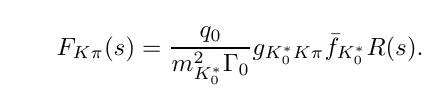 $F_{K\pi}(s) = \frac{q_0}{m_{K_0^*}^2 \Gamma_0} g_{K_0^* K\pi} \bar{f}_{K_0^*} R(s).$